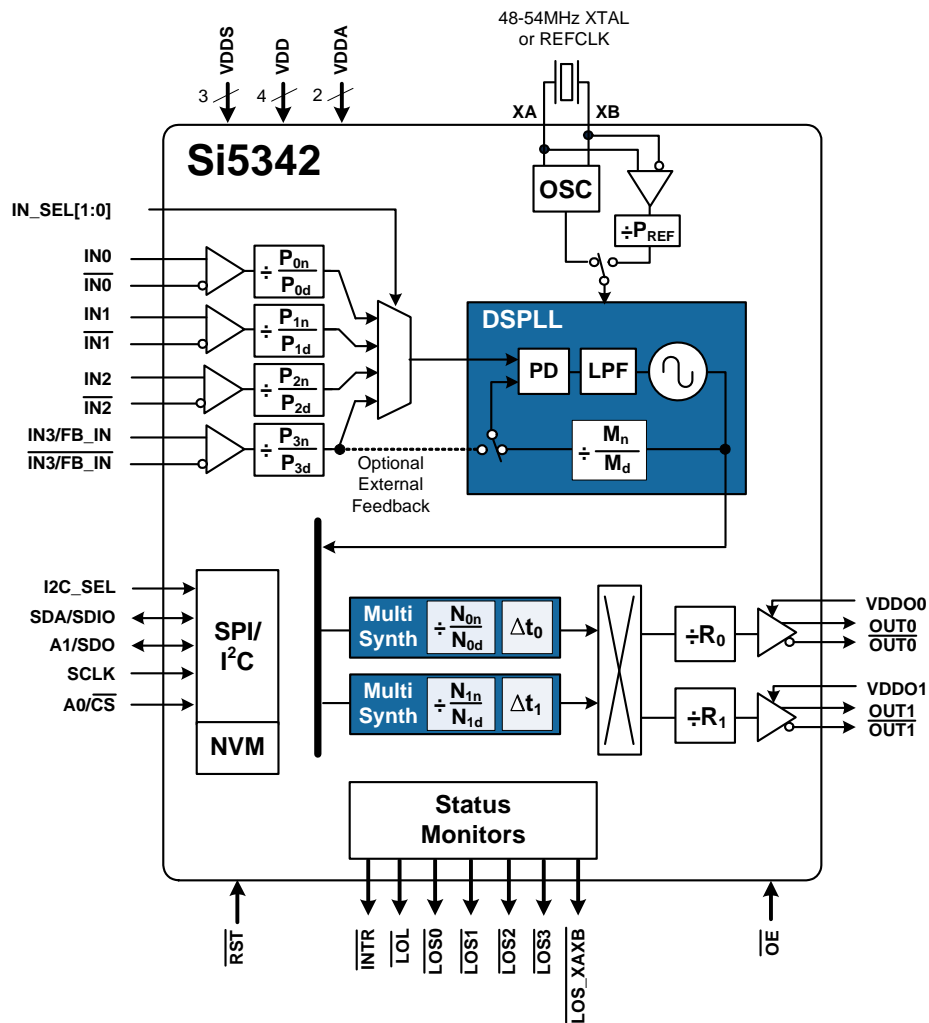 48-54MHz XTAL
or REFCLK
VDDS
VDD
VDDA
3
4
2
XA
XB
Si5342
OSC
÷PREF
IN_SEL[1:0]
IN0
IN0
÷ P0n
P0d
IN1
IN1
÷ P1n
P1d
IN2
IN2
÷ P2n
P2d
IN3/FB_IN
IN3/FB_IN
÷ P3n
P3d
DSPLL
PD
LPF
÷ Mn
Md
Optional
External
Feedback
I2C_SEL
SDA/SDIO
A1/SDO
SCLK
A0/CS
SPI/
I²C
NVM
Multi
Synth
÷ N0n
N0d
Δt0
Multi
Synth
÷ N1n
N1d
Δt1
÷R0
÷R1
VDDO0
OUT0
OUT0
VDDO1
OUT1
OUT1
Status
Monitors
RST
INTR
LOL
LOS0
LOS1
LOS2
LOS3
LOS_XAXB
OE